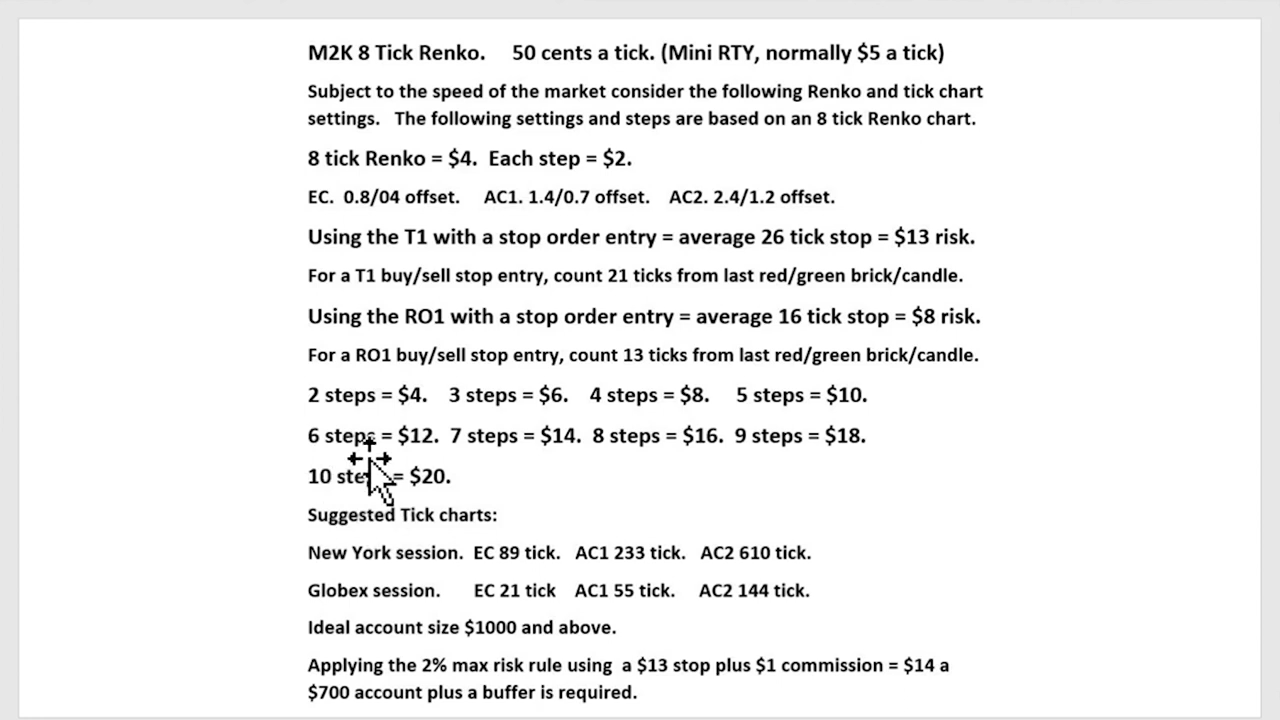 M2K 8 Tick Renko. 50 cents a tick. (Mini RTY, normally $5 a tick)
Subject to the speed of the market consider the following Renko and tick chart
settings. The following settings and steps are based on an 8 tick Renko chart.
8 tick Renko = $4. Each step = $2.
EC. 0.8/04 offset. AC1. 1.4/0.7 offset. AC2. 2.4/1.2 offset.
Using the T1 with a stop order entry = average 26 tick stop = $13 risk.
For a T1 buy/sell stop entry, count 21 ticks from last red/green brick/candle.
Using the RO1 with a stop order entry = average 16 tick stop = $8 risk.
For a RO1 buy/sell stop entry, count 13 ticks from last red/green brick/candle.
2 steps = $4. 3 steps = $6. 4 steps = $8. 5 steps = $10.
6 steps = $12. 7 steps = $14. 8 steps = $16. 9 steps = $18.
10 ste = $20.
Suggested Tick charts:
New York session. EC 89 tick. AC1 233 tick. AC2 610 tick.
Globex session. EC 21 tick AC1 55 tick. AC2 144 tick.
Ideal account size $1000 and above.
Applying the 2% max risk rule using a $13 stop plus $1 commission = $14 a
$700 account plus a buffer is required.